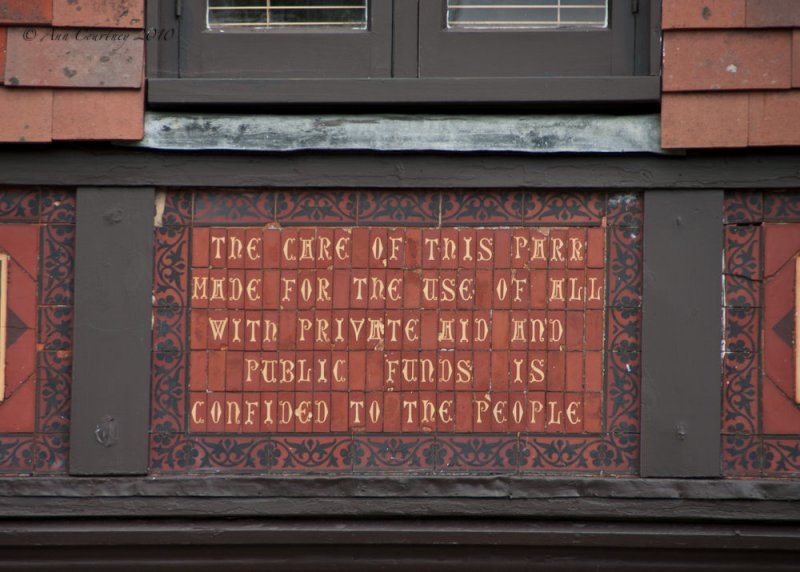 © Ann Courtney 2010
THE CARE OF THIS PARK
MADE FOR THE USE OF ALL
WITH PRIVATE AID AND
PUBLIC FUNDS IS
CONFIDED TO THE PEOPLE